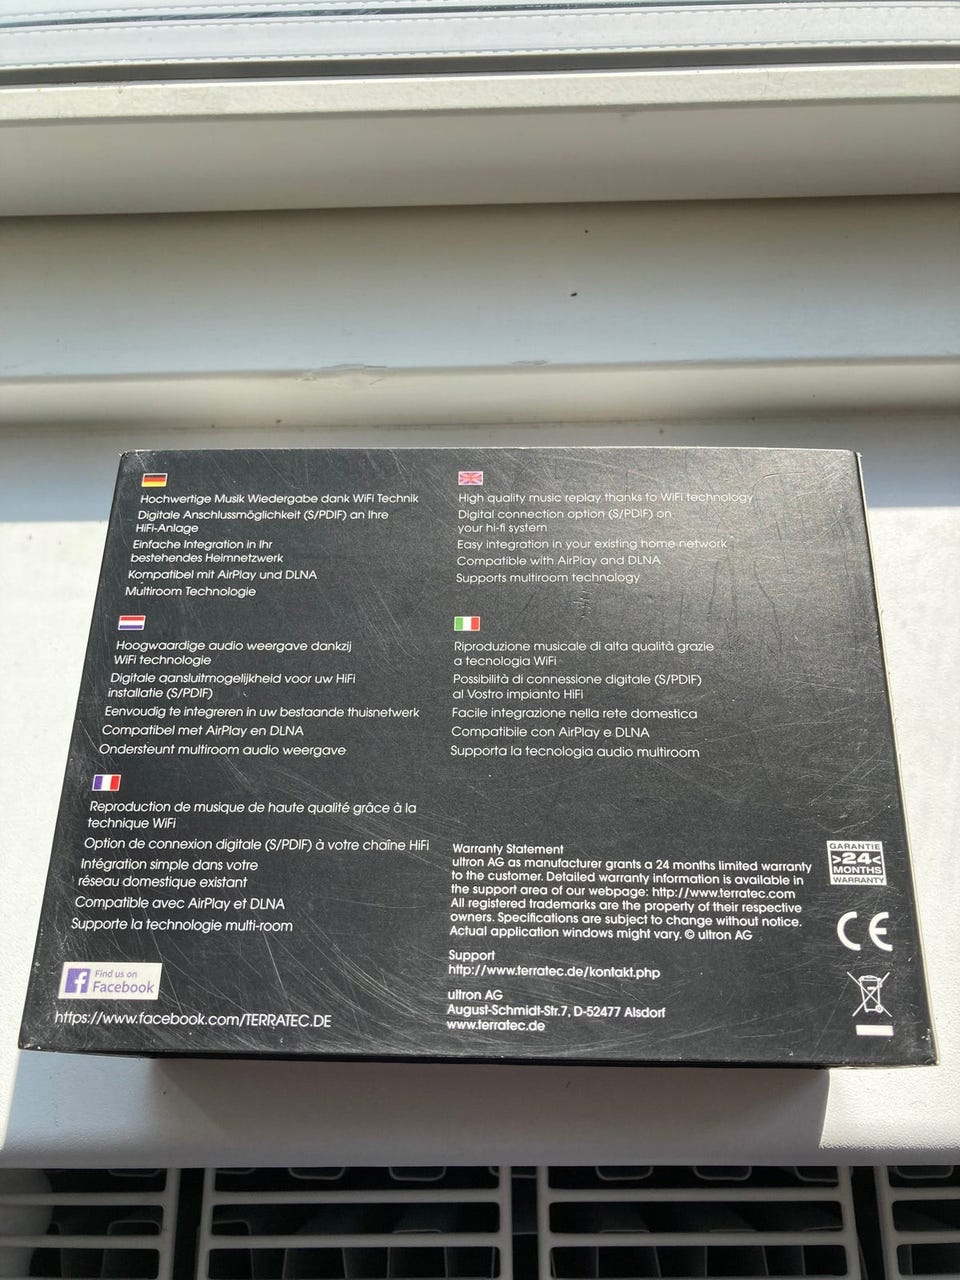 Hochwertige Musik Wiedergabe dank WiFi Technik
Digitale Anschlussmöglichkeit (S/PDIF) an Ihre
HiFi-Anlage
Einfache Integration in Ihr
bestehendes Heimnetzwerk
Kompatibel mit AirPlay und DLNA
Multiroom Technologie
High quality music replay thanks to WiFi technology
Digital connection option (S/PDIF) on
your hi-fi system
Easy integration in your existing home network
Compatible with AirPlay and DLNA
Supports multiroom technology
Hoogwaardige audio weergave dankzij
WiFi technologie
Digitale aansluitmogelijkheid voor uw HiFi
installatie (S/PDIF)
Eenvoudig te integreren in uw bestaande thuisnetwerk
Compatibel met AirPlay en DLNA
Ondersteunt multiroom audio weergave
Riproduzione musicale di alta qualità grazie
a tecnologia WiFi
Possibilità di connessione digitale (S/PDIF)
al Vostro impianto HiFi
Facile integrazione nella rete domestica
Compatibile con AirPlay e DLNA
Supporta la tecnologia audio multiroom
Reproduction de musique de haute qualité grâce à la
technique WiFi
Option de connexion digitale (S/PDIF) à votre chaîne HiFi
Intégration simple dans votre
réseau domestique existant
Compatible avec AirPlay et DLNA
Supporte la technologie multi-room
f Find us on
Facebook
https://www.facebook.com/TERRATEC.DE
Warranty Statement
ultron AG as manufacturer grants a 24 months limited warranty
to the customer. Detailed warranty information is available in
the support area of our webpage: http://www.terratec.com
All registered trademarks are the property of their respective
owners. Specifications are subject to change without notice.
Actual application windows might vary. © ultron AG
Support
http://www.terratec.de/kontakt.php
ultron AG
August-Schmidt-Str.7, D-52477 Alsdorf
www.terratec.de
GARANTIE
>24<
MONTHS
WARRANTY
CE